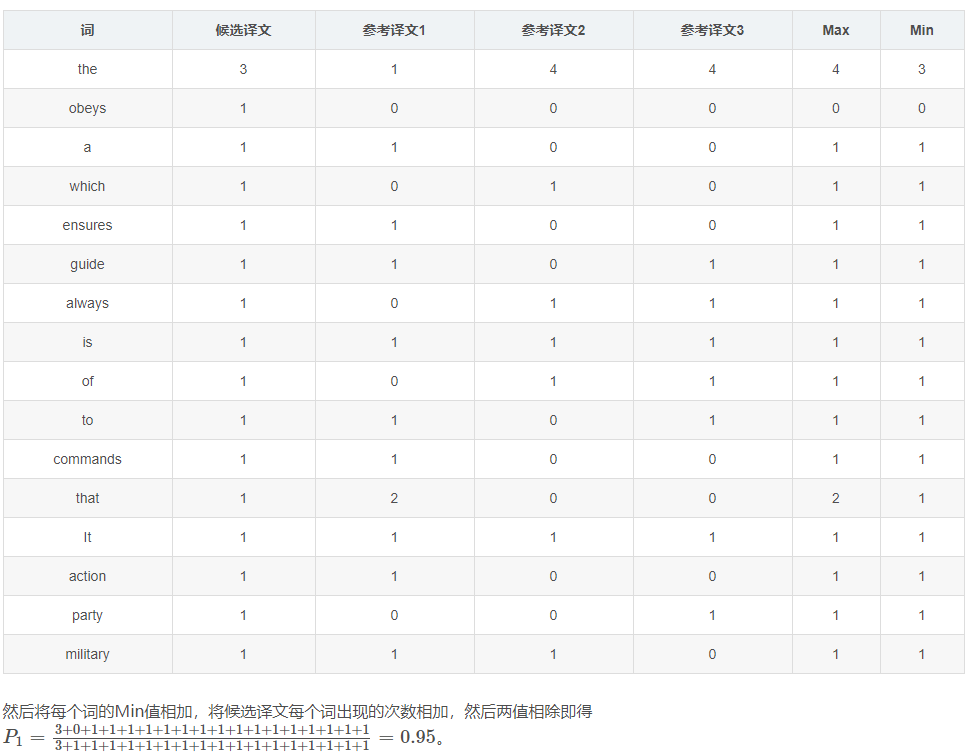 词 候选译文 参考译文1 参考译文2 参考译文3 Max Min
the 3 1 4 4 4 3
obeys 1 0 0 0 0 0
a 1 1 0 0 1 1
which 1 0 1 0 1 1
ensures 1 1 0 0 1 1
guide 1 1 0 1 1 1
always 1 0 1 1 1 1
is 1 1 1 1 1 1
of 1 0 1 1 1 1
to 1 1 0 1 1 1
commands 1 1 0 0 1 1
that 1 2 0 0 2 1
It 1 1 1 1 1 1
action 1 1 0 0 1 1
party 1 0 0 1 1 1
military 1 1 1 0 1 1
然后将每个词的Min值相加，将候选译文每个词出现的次数相加，然后两值相除即得
P₁ = (3+0+1+1+1+1+1+1+1+1+1+1+1+1+1+1+1+1)/(3+1+1+1+1+1+1+1+1+1+1+1+1+1+1+1+1+1) = 0.95。